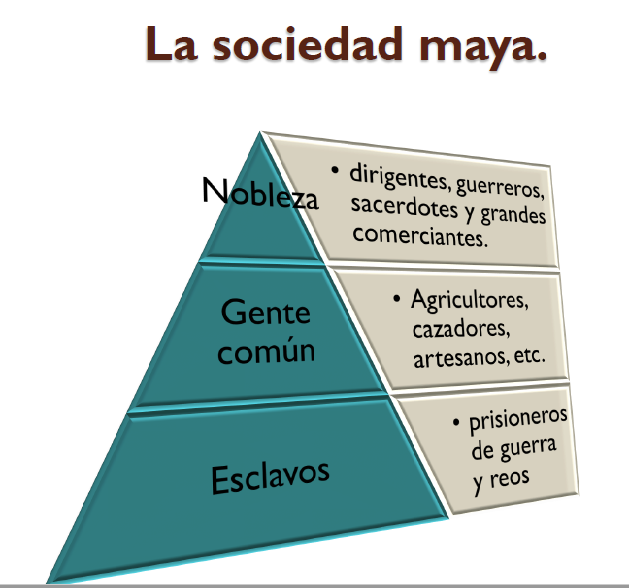 La sociedad maya.
Nobleza
• dirigentes, guerreros,
sacerdotes y grandes
comerciantes.
Gente
común
• Agricultores,
cazadores,
artesanos, etc.
Esclavos
• prisioneros
de guerra
y reos